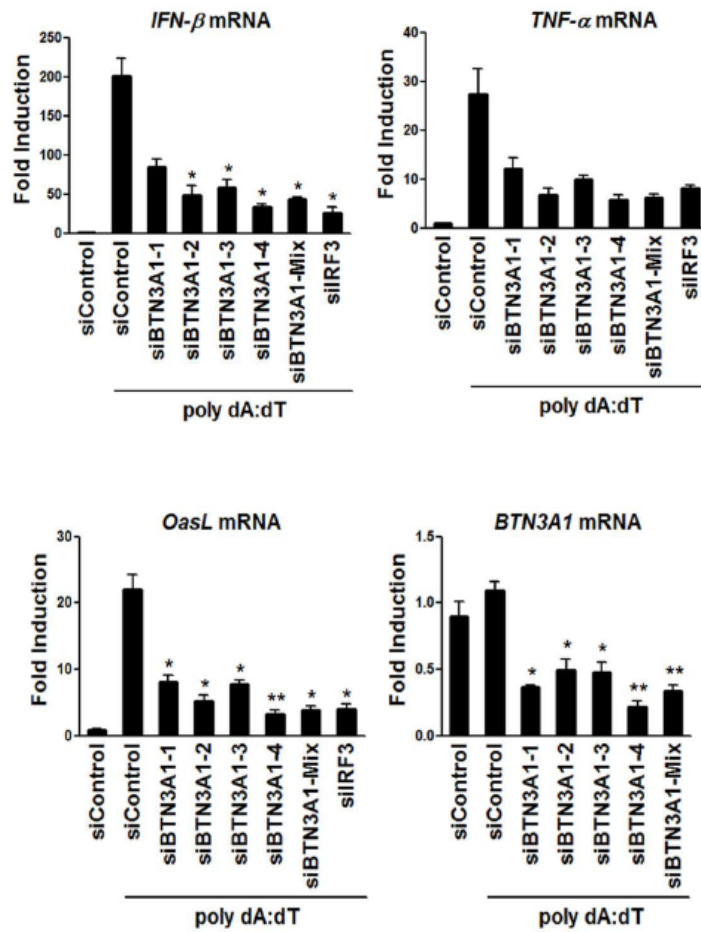 IFN-β mRNA
Fold Induction
250
200
150
100
50
0
* * * * *
siControl
siControl
siBTN3A1-1
siBTN3A1-2
siBTN3A1-3
siBTN3A1-4
siBTN3A1-Mix
siIRF3
poly dA:dT
TNF-α mRNA
Fold Induction
40
30
20
10
0
siControl
siControl
siBTN3A1-1
siBTN3A1-2
siBTN3A1-3
siBTN3A1-4
siBTN3A1-Mix
siIRF3
poly dA:dT
OasL mRNA
Fold Induction
30
20
10
0
* * * ** * *
siControl
siControl
siBTN3A1-1
siBTN3A1-2
siBTN3A1-3
siBTN3A1-4
siBTN3A1-Mix
siIRF3
poly dA:dT
BTN3A1 mRNA
Fold Induction
1.5
1.0
0.5
0.0
* * * ** **
siControl
siControl
siBTN3A1-1
siBTN3A1-2
siBTN3A1-3
siBTN3A1-4
siBTN3A1-Mix
poly dA:dT